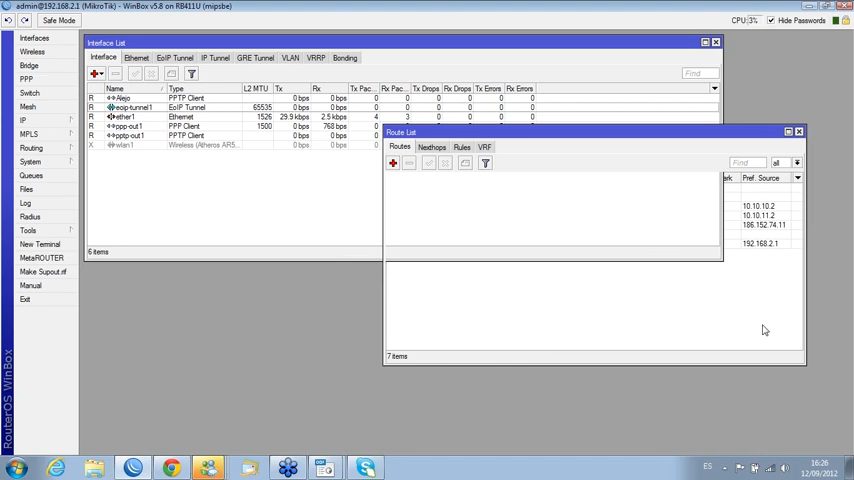 admin@192.168.2.1 (MikroTik) - WinBox v5.8 on RB411U (mipsbe)
Safe Mode
CPU: 3%
Hide Passwords
Interfaces
Wireless
Bridge
PPP
Switch
Mesh
IP
MPLS
Routing
System
Queues
Files
Log
Radius
Tools
New Terminal
MetaROUTER
Make Supout.rif
Manual
Exit
RouterOS WinBox
Interface List
Interface Ethernet EoIP Tunnel IP Tunnel GRE Tunnel VLAN VRRP Bonding
Find
Name Type L2 MTU Tx Rx Tx Pac... Rx Pac... Tx Drops Rx Drops Tx Errors Rx Errors
R Alejo PPTP Client 0 bps 0 bps 0 0 0 0 0 0
R eoip-tunnel1 EoIP Tunnel 65535 0 bps 0 bps 0 0 0 0 0 0
R ether1 Ethernet 1526 29.9 kbps 2.5 kbps 4 3 0 0 0 0
R ppp-out1 PPP Client 1500 0 bps 768 bps 0
R pptp-out1 PPTP Client 0 bps 0 bps 0
X wlan1 Wireless (Atheros AR5... 0 bps 0 bps 0
6 items
Route List
Routes Nexthops Rules VRF
Find all
Pref. Source
10.10.10.2
10.10.11.2
186.152.74.11
192.168.2.1
7 items
ES
16:26
12/09/2012